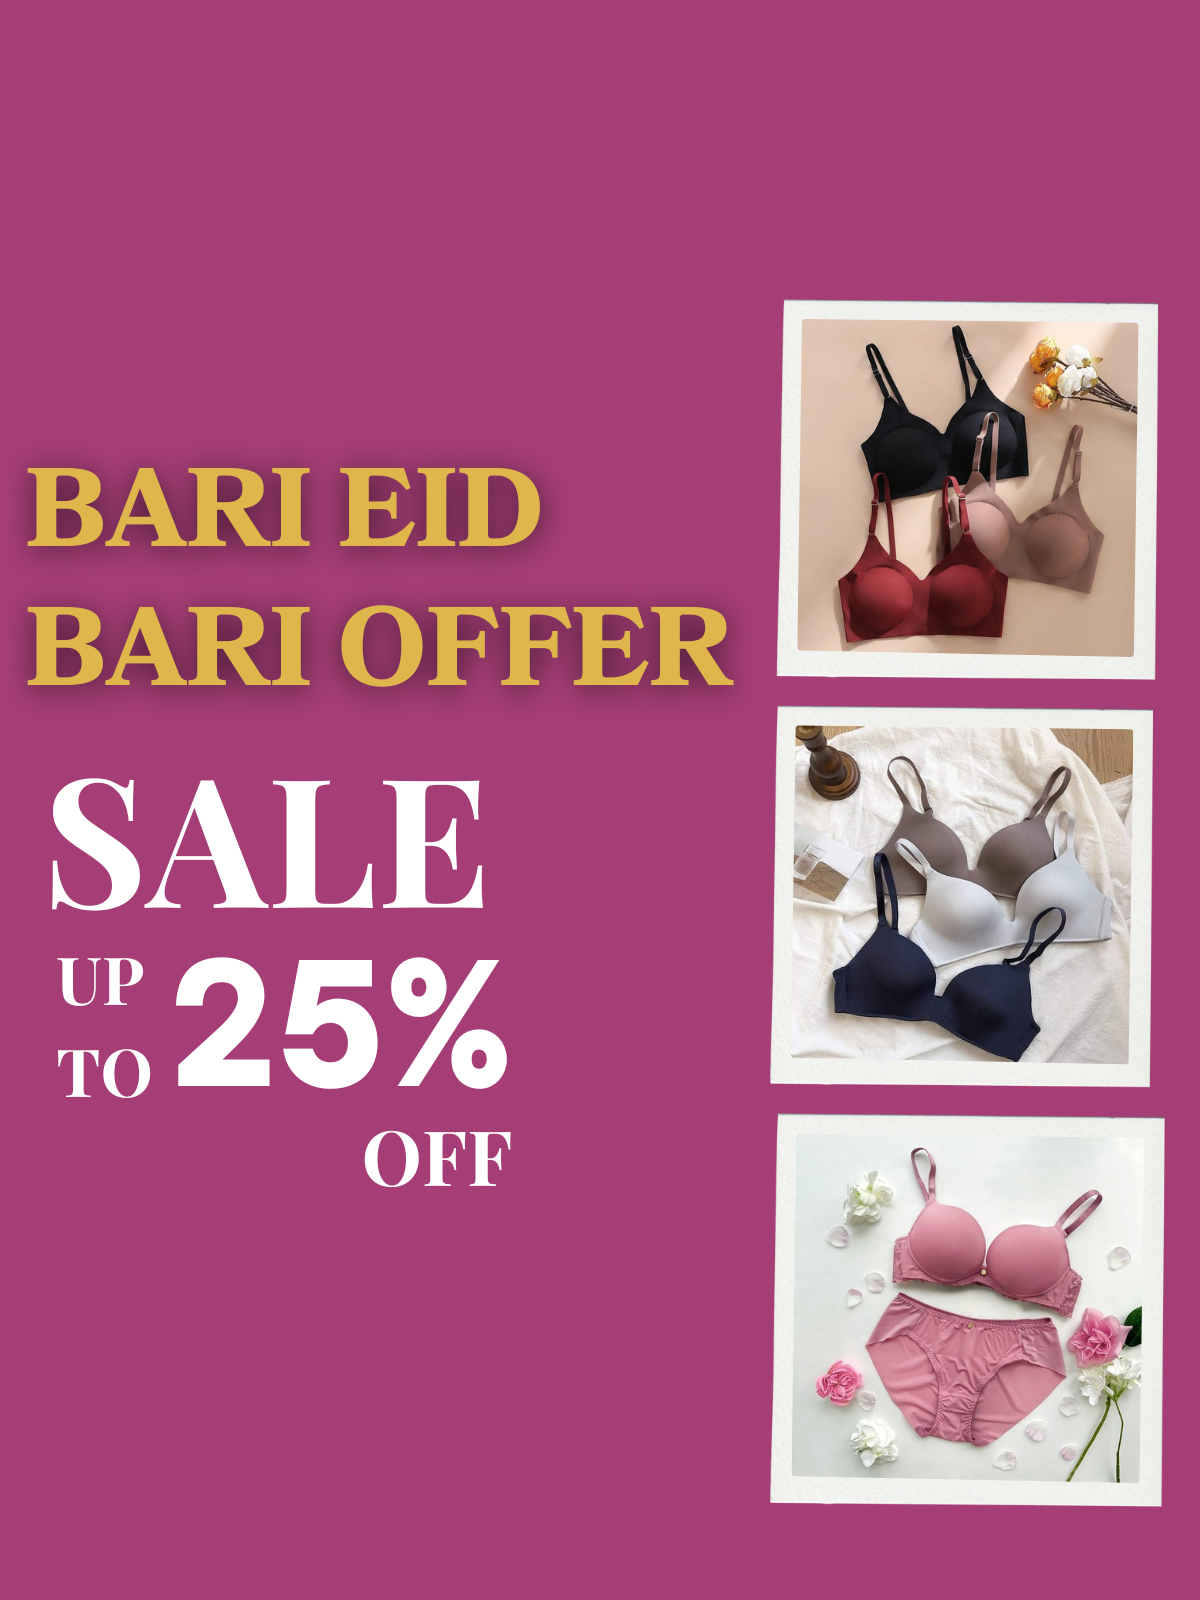 BARI EID
BARI OFFER
SALE
UP
TO 25%
OFF